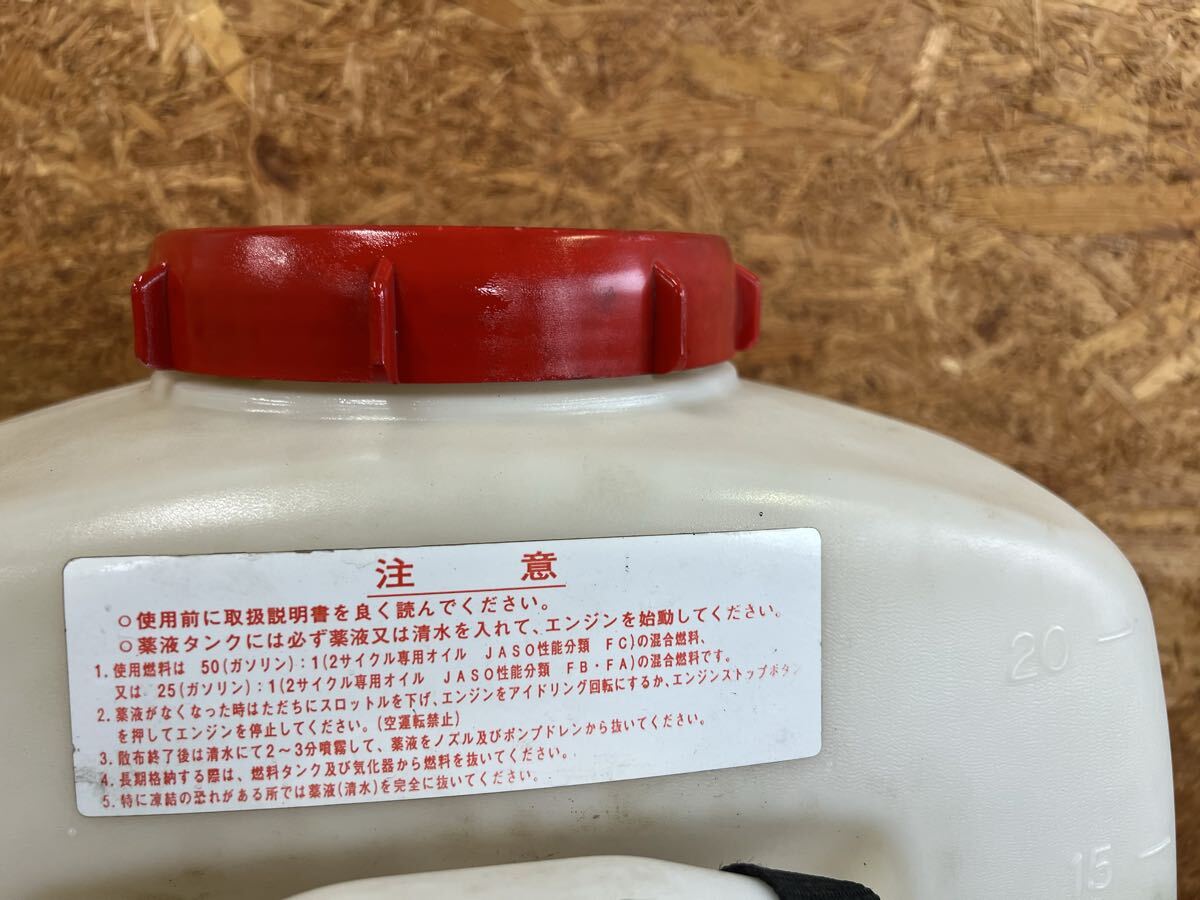 注 意
○使用前に取扱説明書を良く読んでください。
○薬液タンクには必ず薬液又は清水を入れて、エンジンを始動してください。
1. 使用燃料は 50(ガソリン):1(2サイクル専用オイル JASO性能分類 FC)の混合燃料、
又は 25(ガソリン):1(2サイクル専用オイル JASO性能分類 FB・FA)の混合燃料です。
2. 薬液がなくなった時はただちにスロットルを下げ、エンジンをアイドリング回転にするか、エンジンストップボタン
を押してエンジンを停止してください。(空運転禁止)
3. 散布終了後は清水にて2〜3分噴霧して、薬液をノズル及びポンプドレンから抜いてください。
4. 長期格納する際は、燃料タンク及び気化器から燃料を抜いてください。
5. 特に凍結の恐れがある所では薬液(清水)を完全に抜いてください。
20
15